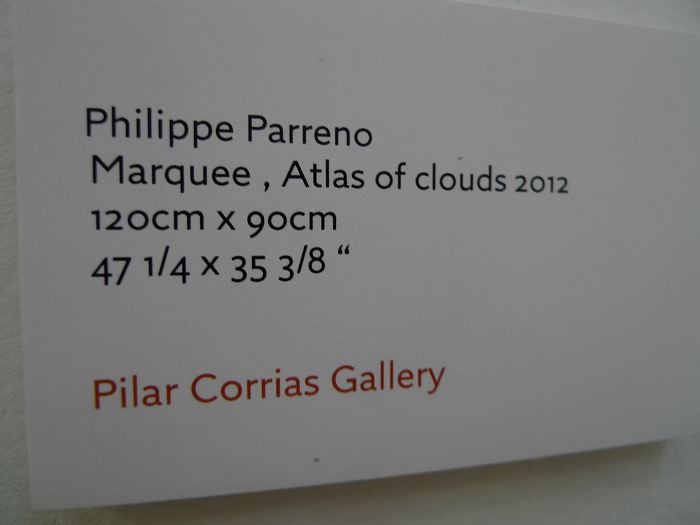 Philippe Parreno
Marquee , Atlas of clouds 2012
120cm x 90cm
47 1/4 x 35 3/8 “
Pilar Corrias Gallery